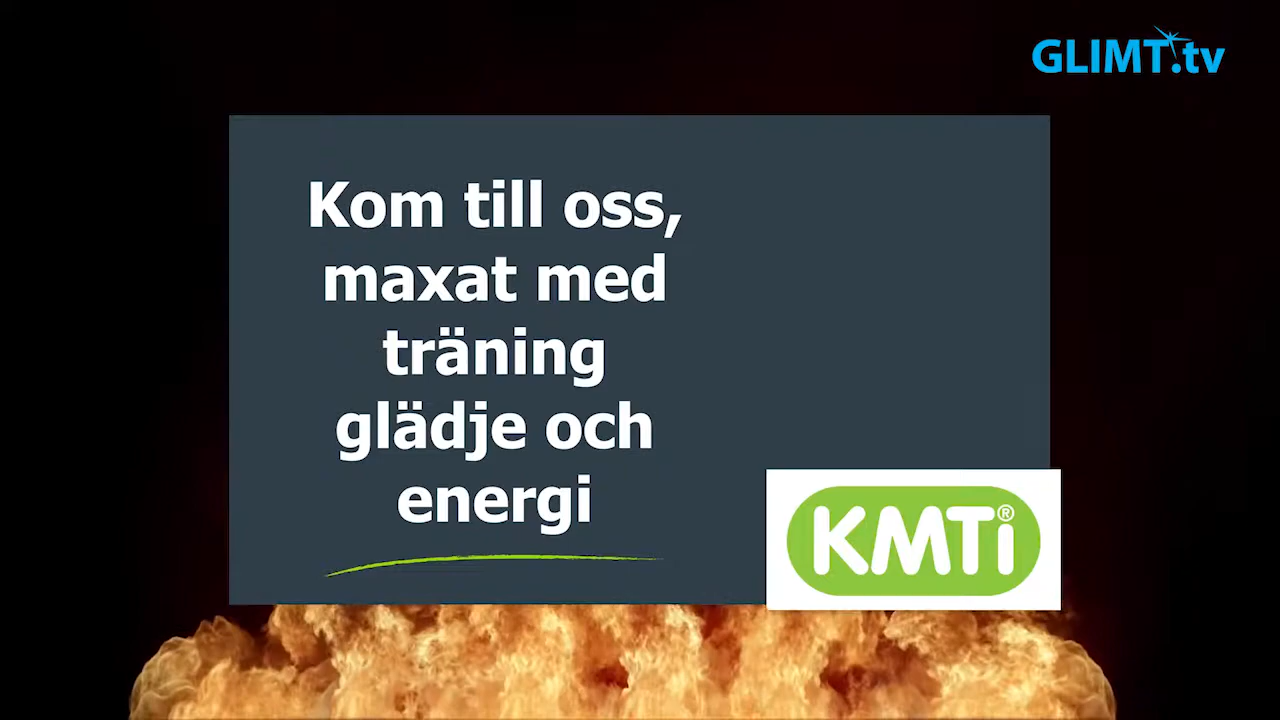 GLIMT.tv
Kom till oss,
maxat med
träning
glädje och
energi
KMTi®